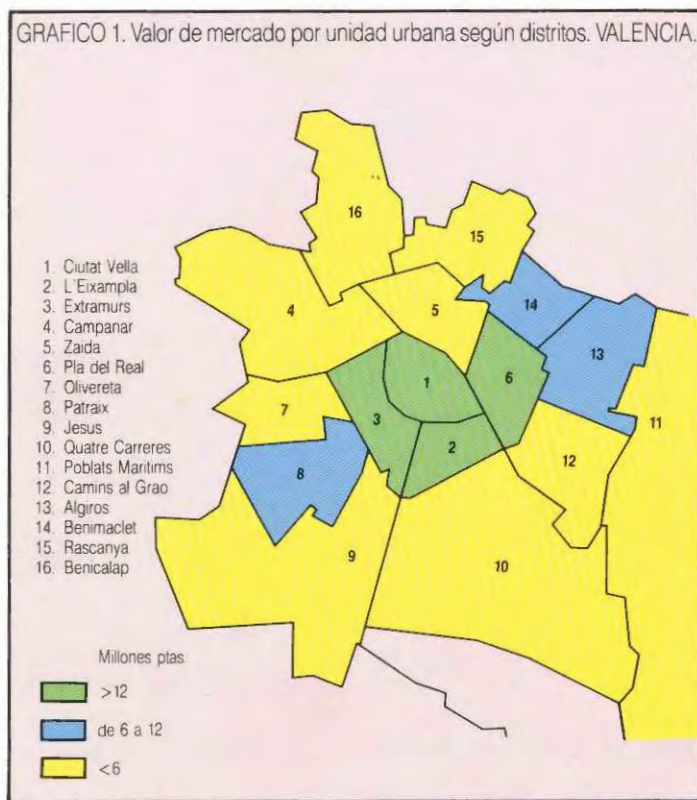 GRAFICO 1. Valor de mercado por unidad urbana según distritos. VALENCIA.
16
15
14
4
5
13
1. Ciutat Vella
2. L'Eixampla
3. Extramurs
4. Campanar
5. Zaida
6. Pla del Real
7. Olivereta
8. Patraix
9. Jesus
10. Quatre Carreres
11. Poblats Maritims
12. Camins al Grao
13. Algiros
14. Benimaclet
15. Rascanya
16. Benicalap
1
6
11
7
3
2
12
8
9
10
Millones ptas.
>12
de 6 a 12
<6